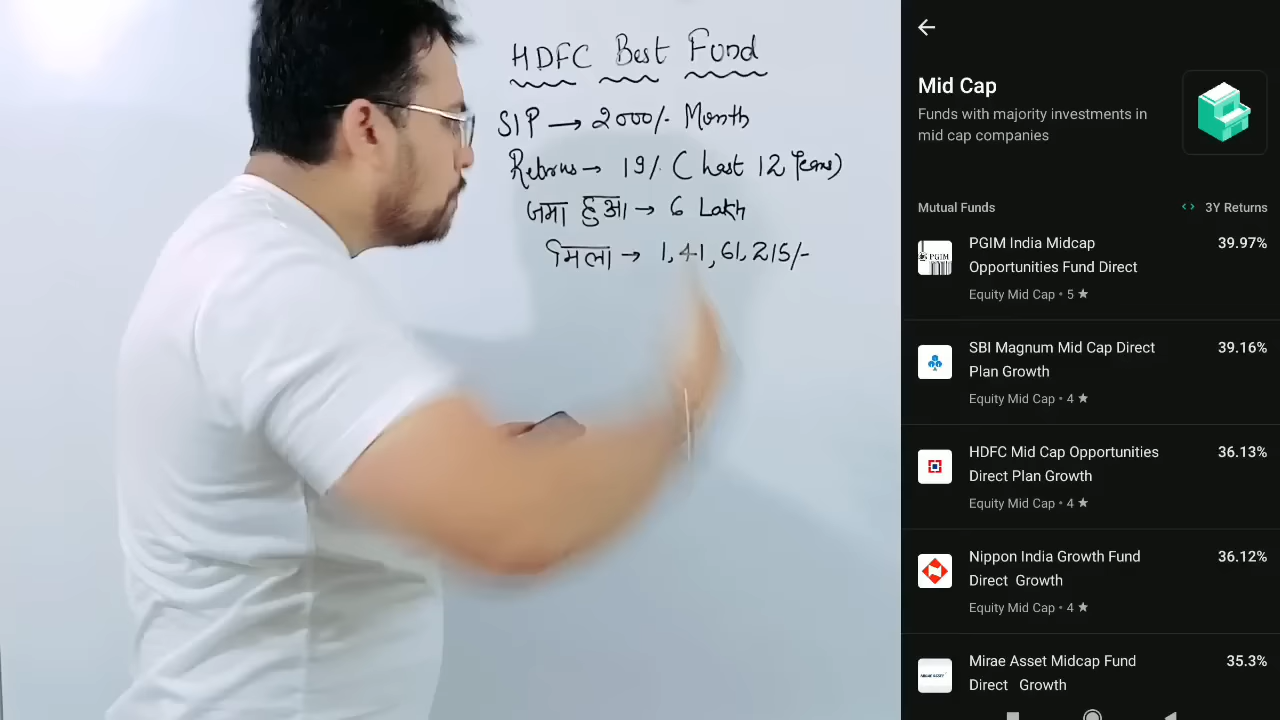 HDFC Best Fund
SIP → 2000/- Month
Returns → 19% ( Last 12 Years)
जमा हुआ → 6 Lakh
मिला → 1,41,61,215/-
Mid Cap
Funds with majority investments in
mid cap companies
Mutual Funds
<> 3Y Returns
PGIM India Midcap
Opportunities Fund Direct
39.97%
Equity Mid Cap • 5 ★
SBI Magnum Mid Cap Direct
Plan Growth
39.16%
Equity Mid Cap • 4 ★
HDFC Mid Cap Opportunities
Direct Plan Growth
36.13%
Equity Mid Cap • 4 ★
Nippon India Growth Fund
Direct Growth
36.12%
Equity Mid Cap • 4 ★
Mirae Asset Midcap Fund
Direct Growth
35.3%
PGIM